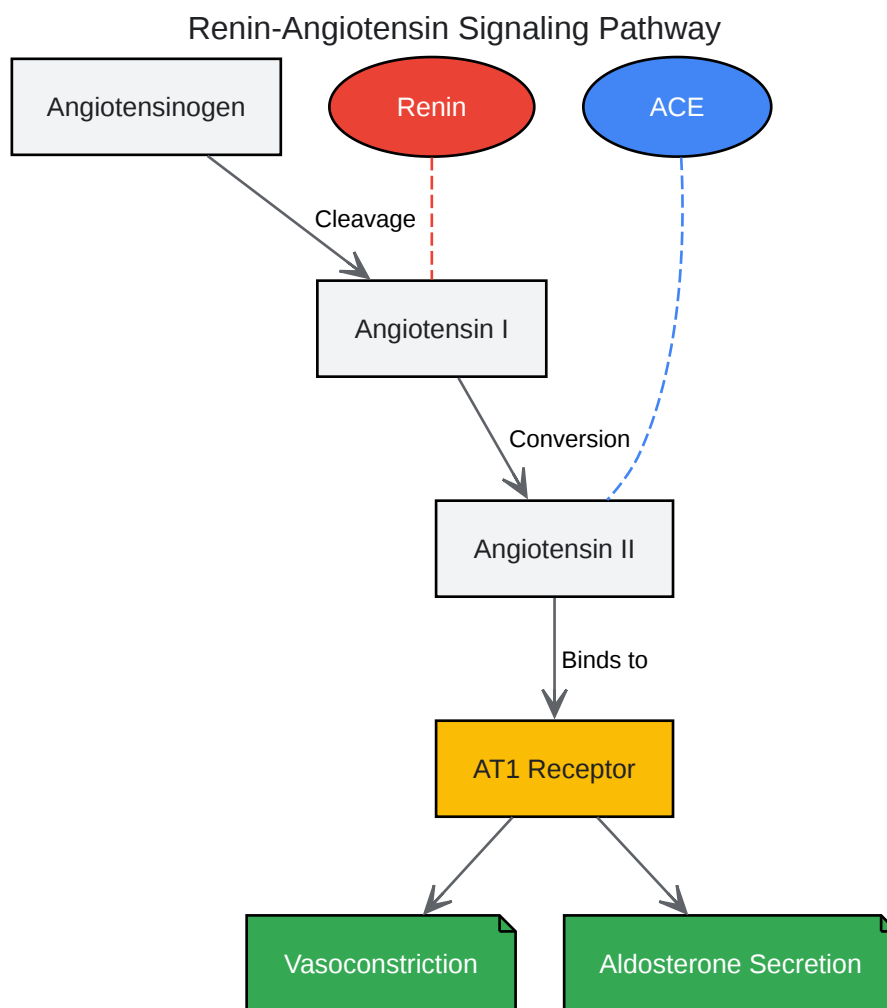 Renin-Angiotensin Signaling Pathway
Angiotensinogen
Renin
ACE
Cleavage
Angiotensin I
Conversion
Angiotensin II
Binds to
AT1 Receptor
Vasoconstriction
Aldosterone Secretion